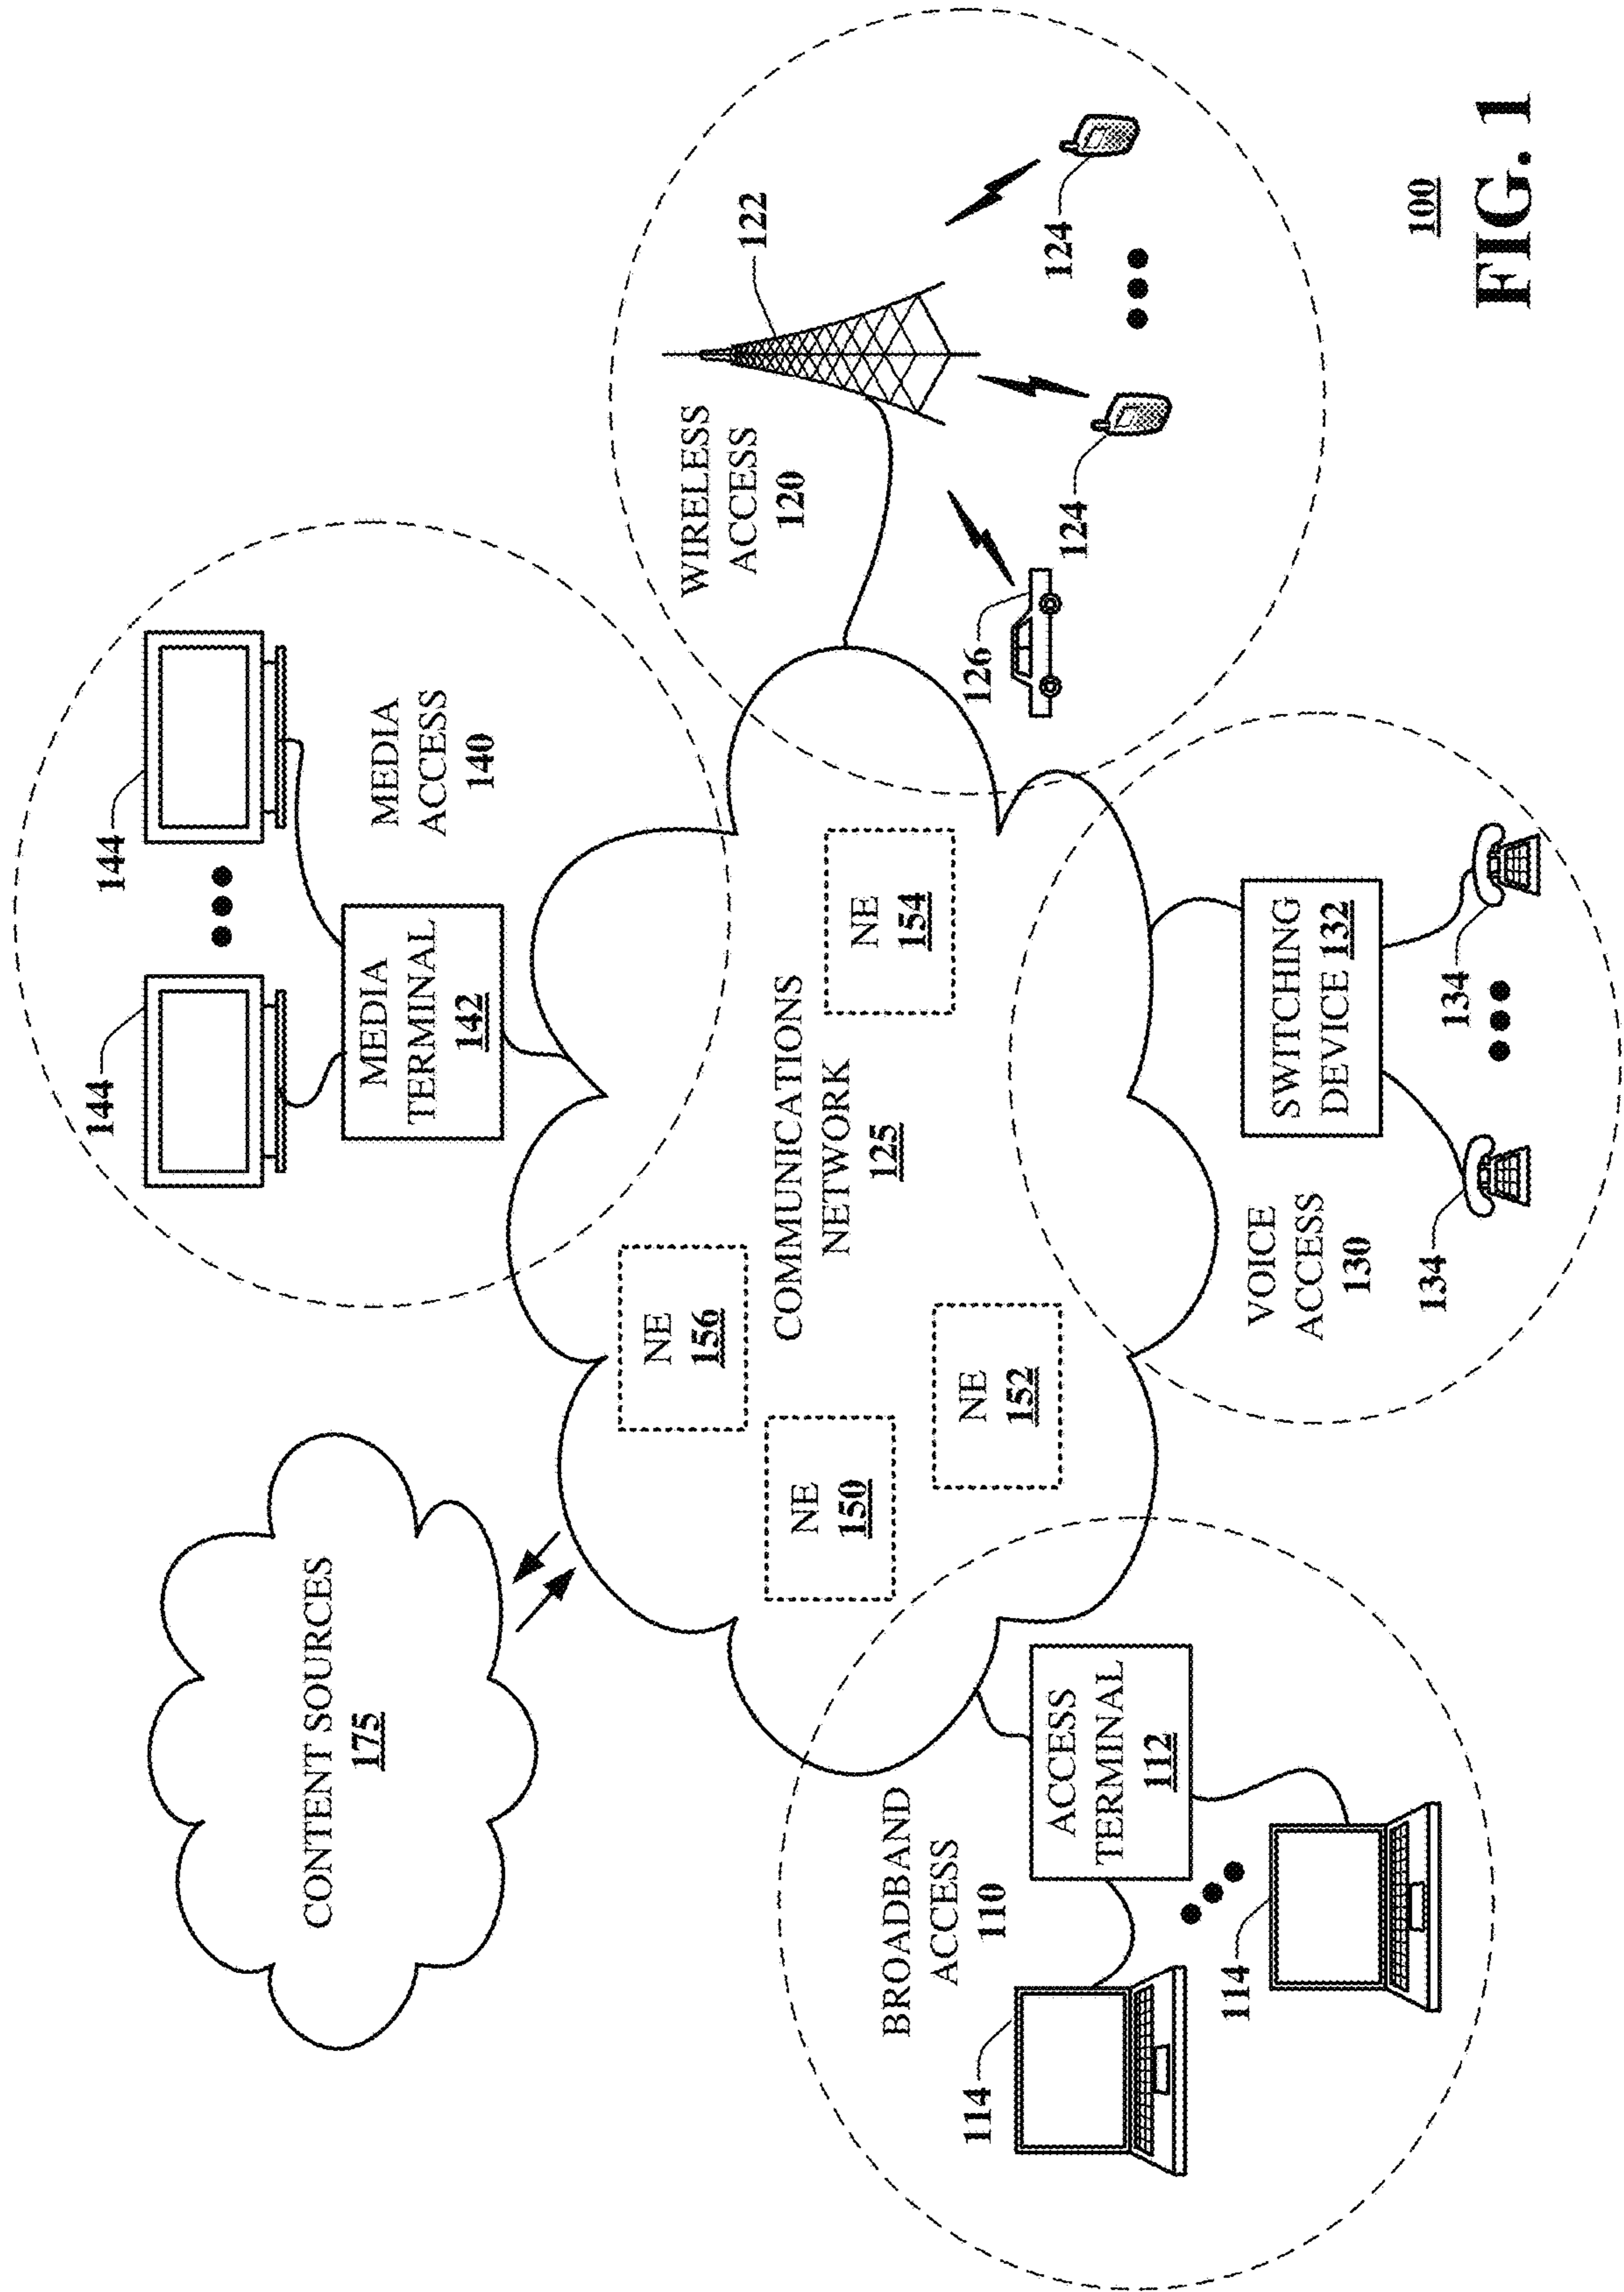 CONTENT SOURCES
175
144
144
MEDIA
TERMINAL
142
MEDIA
ACCESS
140
WIRELESS
ACCESS
120
122
124
124
126
COMMUNICATIONS
NETWORK
125
NE
150
NE
152
NE
154
NE
156
BROADBAND
ACCESS
110
ACCESS
TERMINAL
112
114
114
VOICE
ACCESS
130
SWITCHING
DEVICE 132
134
134
100
FIG. 1